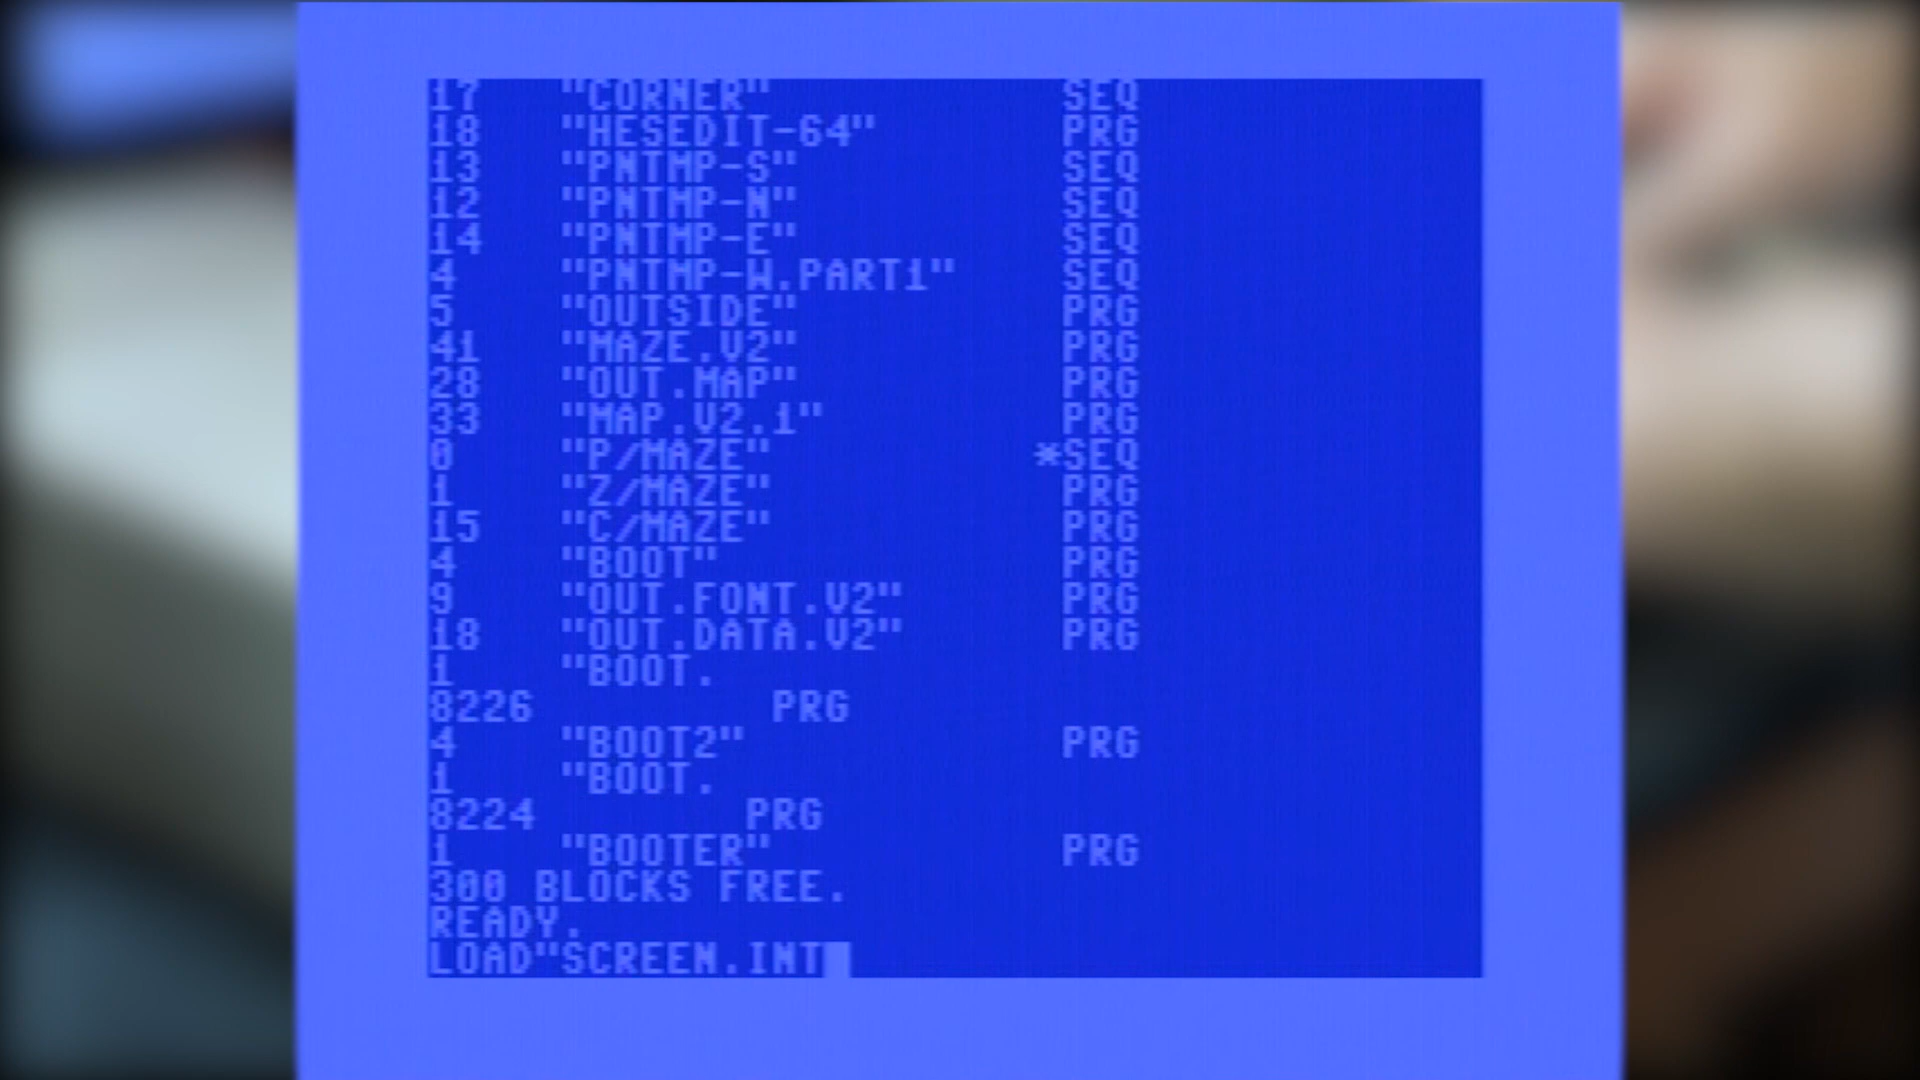 17 "CORNER" SEQ
18 "HESEDIT-64" PRG
13 "PNTMP-S" SEQ
12 "PNTMP-N" SEQ
14 "PNTMP-E" SEQ
4 "PNTMP-W.PART1" SEQ
5 "OUTSIDE" PRG
41 "MAZE.V2" PRG
28 "OUT.MAP" PRG
33 "MAP.V2.1" PRG
0 "P/MAZE" *SEQ
1 "Z/MAZE" PRG
15 "C/MAZE" PRG
4 "BOOT" PRG
9 "OUT.FONT.V2" PRG
18 "OUT.DATA.V2" PRG
1 "BOOT.
8226 PRG
4 "BOOT2" PRG
1 "BOOT.
8224 PRG
1 "BOOTER" PRG
300 BLOCKS FREE.
READY.
LOAD"SCREEN.INT